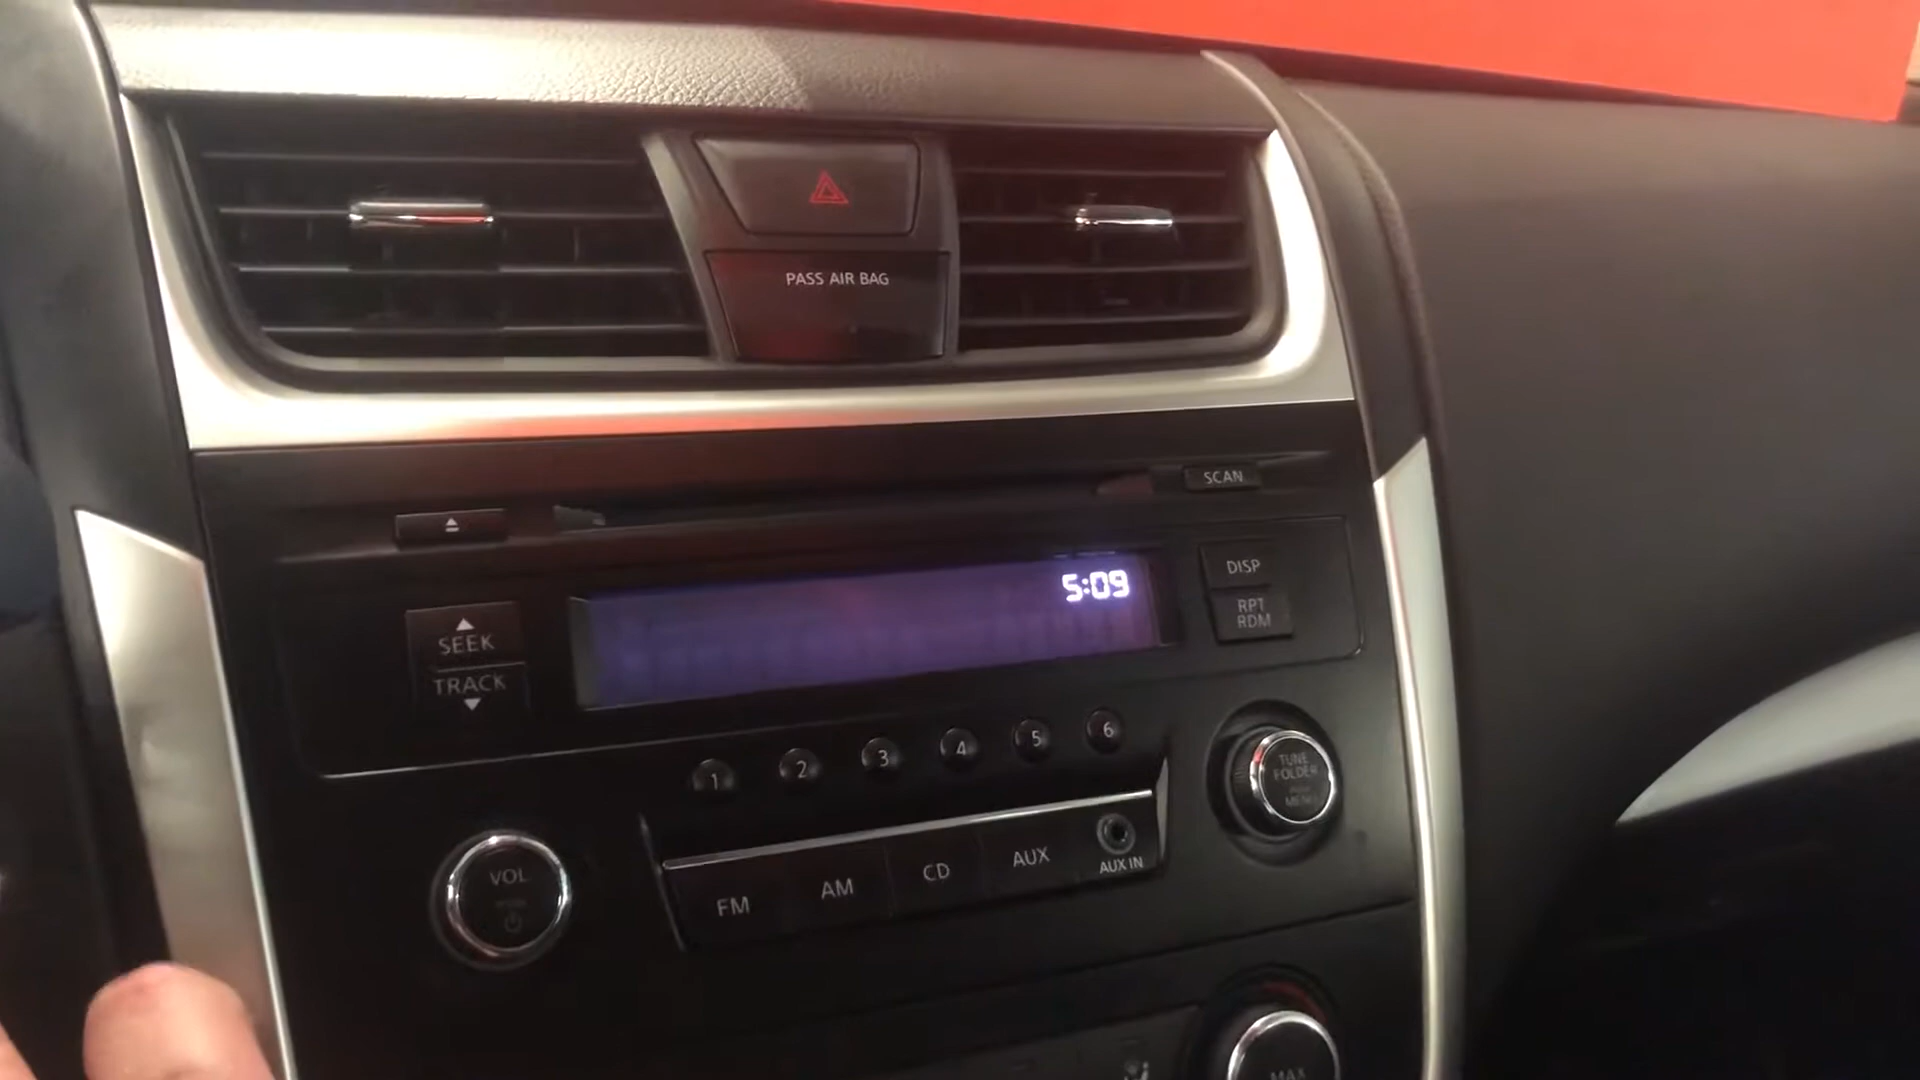 PASS AIR BAG
SCAN
5:09
DISP
SEEK
RPT
RDM
TRACK
1 2 3 4 5 6
TUNE
FOLDER
MENU
VOL
FM AM CD AUX
AUX IN
MAX